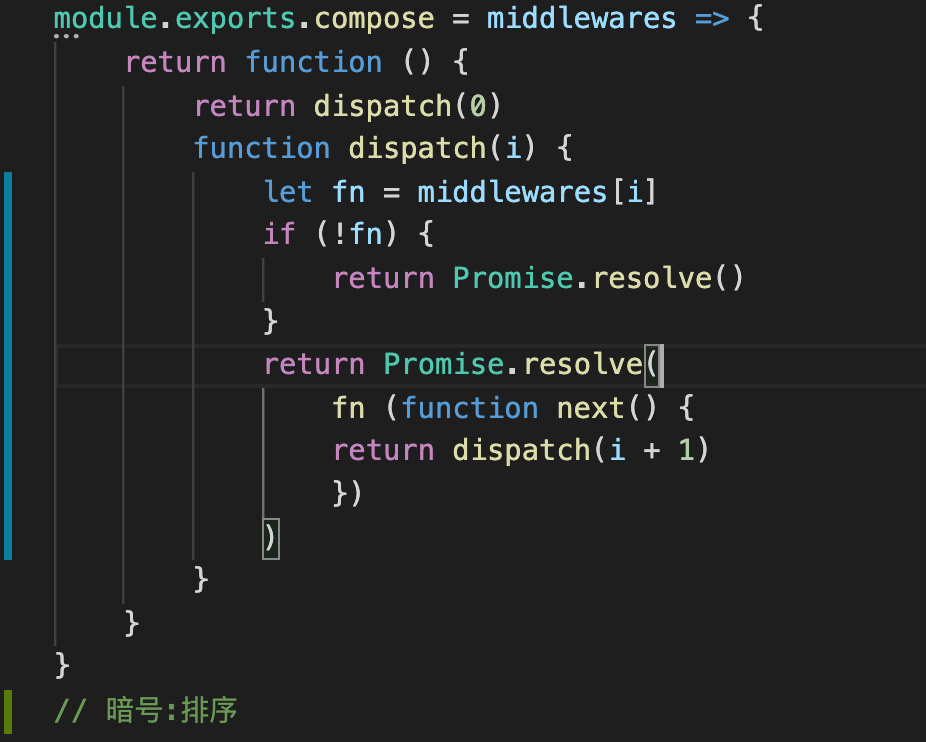 module.exports.compose = middlewares => {
    return function () {
        return dispatch(0)
        function dispatch(i) {
            let fn = middlewares[i]
            if (!fn) {
                return Promise.resolve()
            }
            return Promise.resolve(
                fn (function next() {
                return dispatch(i + 1)
                })
            )
        }
    }
}
// 暗号:排序